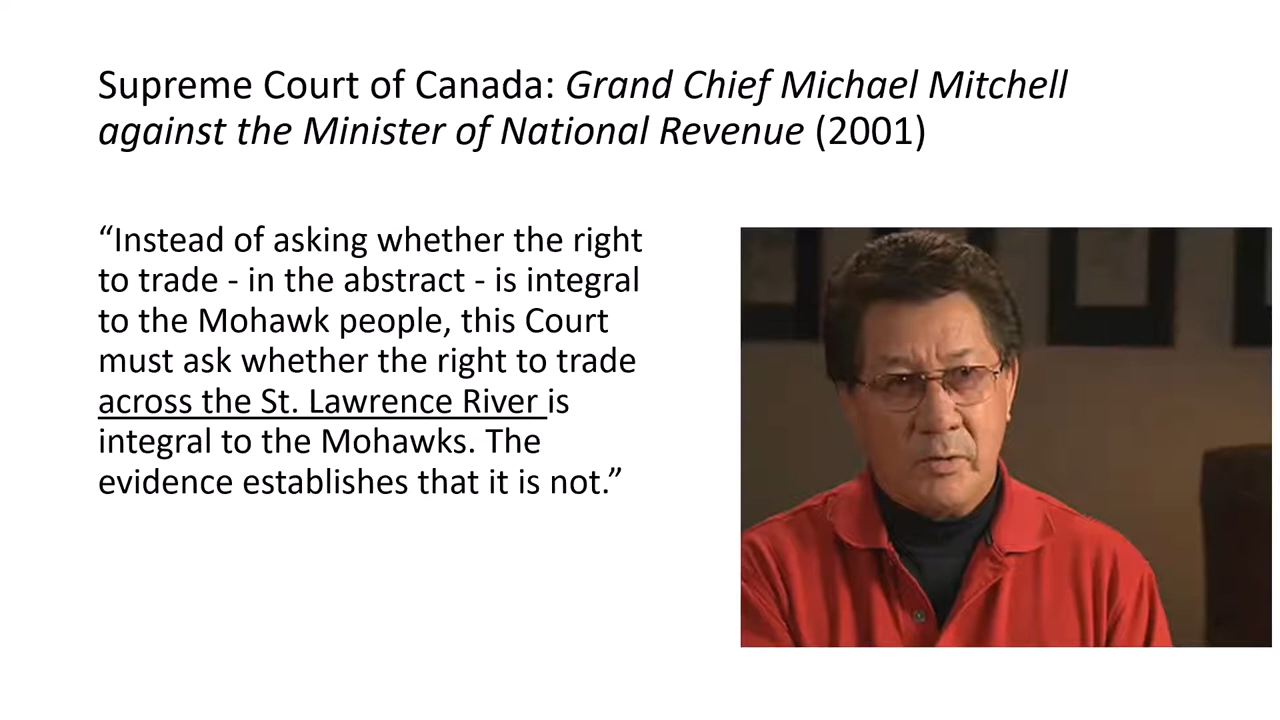 Supreme Court of Canada: Grand Chief Michael Mitchell
against the Minister of National Revenue (2001)
“Instead of asking whether the right
to trade - in the abstract - is integral
to the Mohawk people, this Court
must ask whether the right to trade
across the St. Lawrence River is
integral to the Mohawks. The
evidence establishes that it is not.”